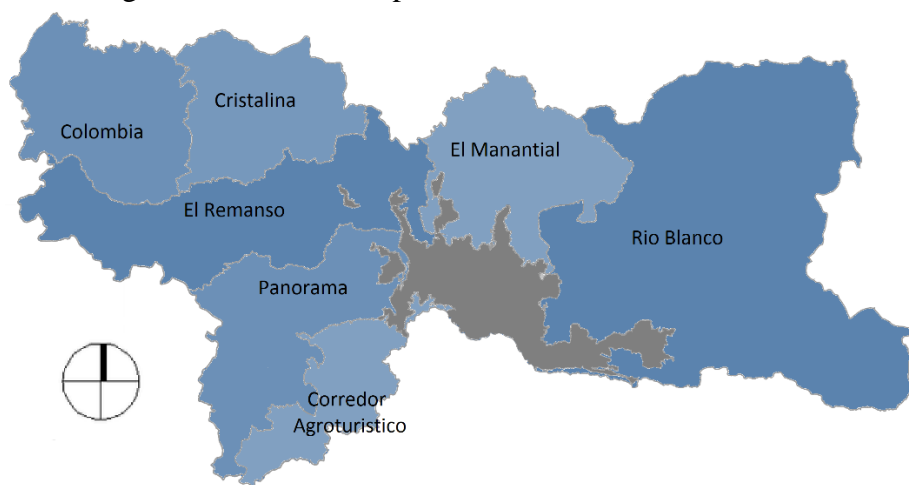 Cristalina
Colombia
El Manantial
El Remanso
Rio Blanco
Panorama
Corredor
Agroturistico